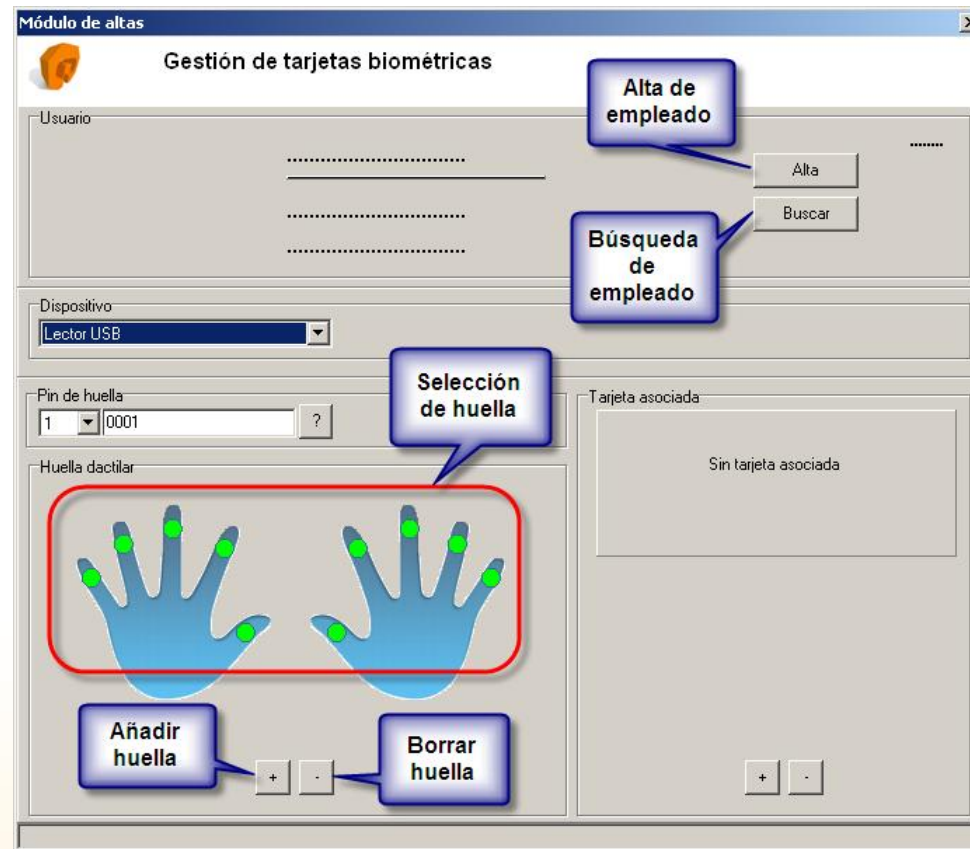 Módulo de altas
Gestión de tarjetas biométricas
Alta de
empleado
Usuario
..............................
........
Alta
..............................
Buscar
..............................
Búsqueda
de
empleado
Dispositivo
Lector USB
Selección
de huella
Pin de huella
1 0001 ?
Tarjeta asociada
Sin tarjeta asociada
Huella dactilar
Añadir
huella
Borrar
huella
+ -
+ -